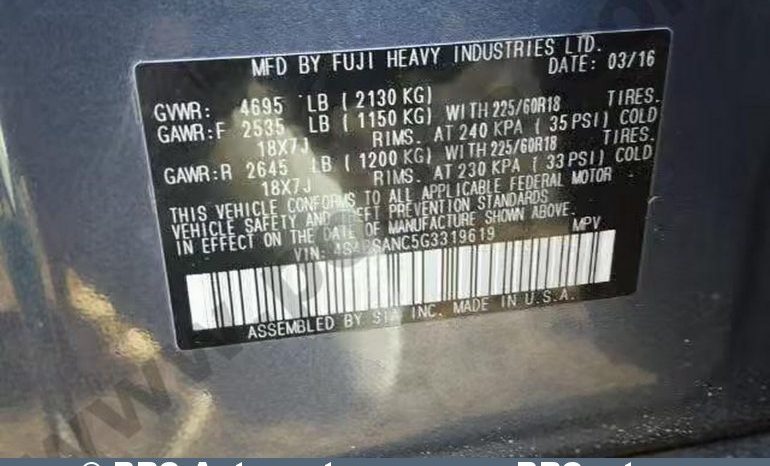 MFD BY FUJI HEAVY INDUSTRIES LTD.
DATE: 03/16
GVWR: 4695 LB (2130 KG)
GAWR:F 2535 LB (1150 KG) WITH 225/60R18 TIRES.
18X7J RIMS. AT 240 KPA (35 PSI) COLD
GAWR:R 2645 LB (1200 KG) WITH 225/60R18 TIRES.
18X7J RIMS. AT 230 KPA (33 PSI) COLD
THIS VEHICLE CONFORMS TO ALL APPLICABLE FEDERAL MOTOR
VEHICLE SAFETY AND THEFT PREVENTION STANDARDS
IN EFFECT ON THE DATE OF MANUFACTURE SHOWN ABOVE.
VIN: MPV
ASSEMBLED BY SIA INC. MADE IN U.S.A.